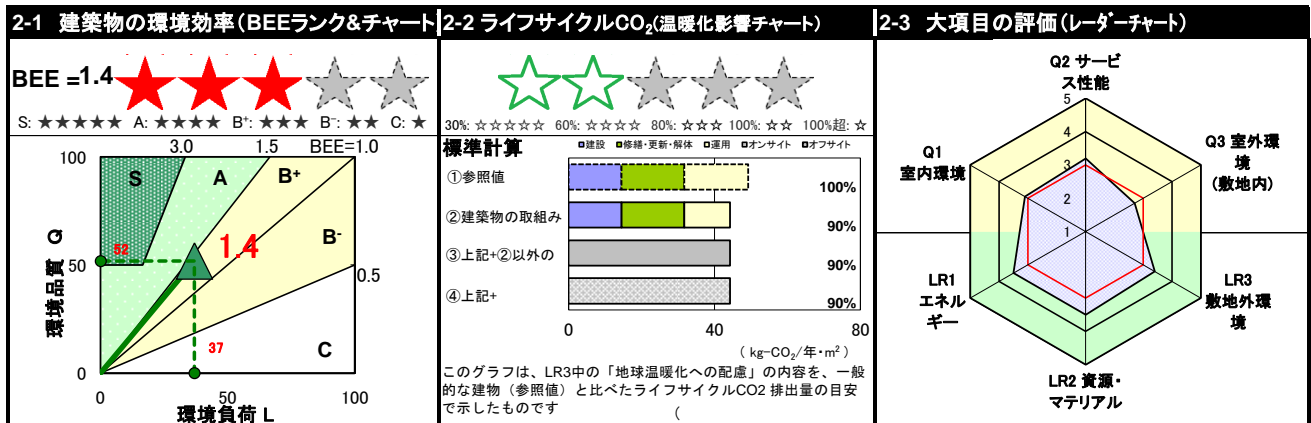 2-1 建築物の環境効率(BEEランク&チャート
BEE = 1.4
S: ★★★★★ A: ★★★★ B+: ★★★ B-: ★★ C: ★
3.0 1.5 BEE=1.0
100
S
A
B+
B-
C
52
1.4
50
0.5
37
0
環境品質 Q
0 50 100
環境負荷 L
2-2 ライフサイクルCO2(温暖化影響チャート)
30%: ☆☆☆☆☆ 60%: ☆☆☆☆ 80%: ☆☆☆ 100%: ☆☆ 100%超: ☆
標準計算
建設 修繕・更新・解体 運用 オンサイト オフサイト
①参照値 100%
②建築物の取組み 90%
③上記+②以外の 90%
④上記+ 90%
0 40 80
( kg-CO2/年・m2 )
このグラフは、LR3中の「地球温暖化への配慮」の内容を、一般
的な建物（参照値）と比べたライフサイクルCO2 排出量の目安
で示したものです (
2-3 大項目の評価(レーダーチャート)
Q2 サービ
ス性能
5
4
3
2
1
Q1
室内環境
Q3 室外環
境
(敷地内)
LR1
エネル
ギー
LR3
敷地外環
境
LR2 資源・
マテリアル